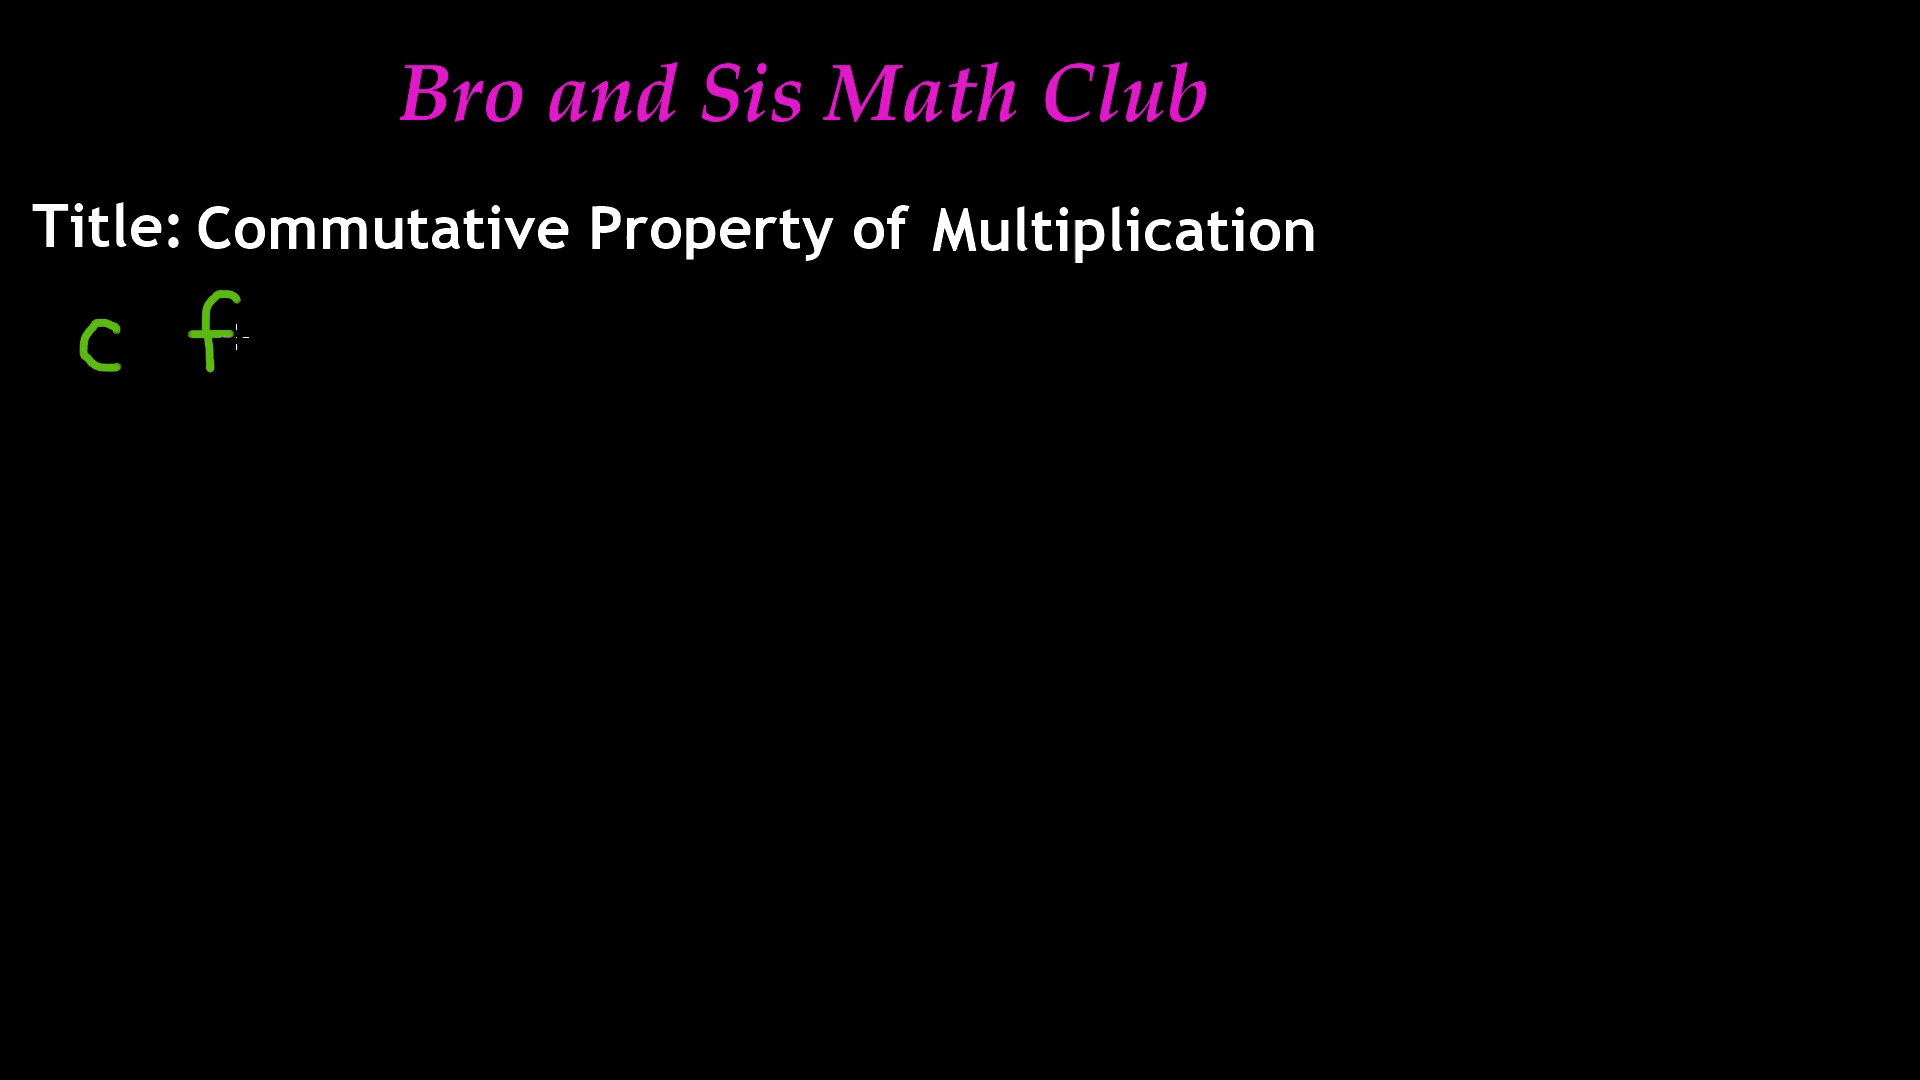 Bro and Sis Math Club
Title: Commutative Property of Multiplication
c f